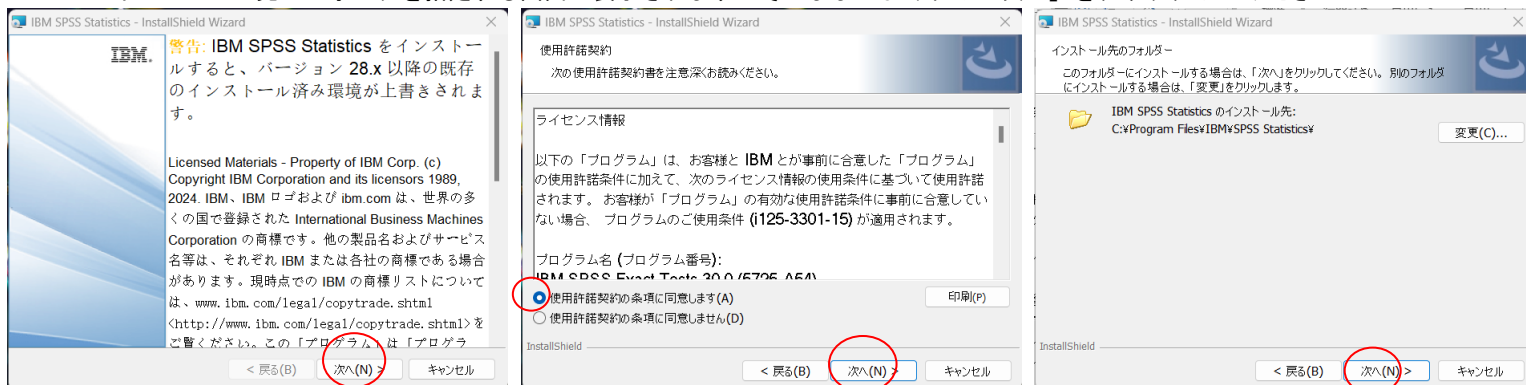 IBM SPSS Statistics - InstallShield Wizard
IBM.
警告: IBM SPSS Statistics をインストー
ルすると、バージョン 28.x 以降の既存
のインストール済み環境が上書きされま
す。
Licensed Materials - Property of IBM Corp. (c)
Copyright IBM Corporation and its licensors 1989,
2024. IBM、IBM ロゴおよび ibm.com は、世界の多
くの国で登録された International Business Machines
Corporation の商標です。他の製品名およびサービス
名等は、それぞれ IBM または各社の商標である場合
があります。現時点での IBM の商標リストについて
は、www.ibm.com/legal/copytrade.shtml
<http://www.ibm.com/legal/copytrade.shtml>を
ご覧ください。この「プログラム」は「プログラ
< 戻る(B)
次へ(N) >
キャンセル
IBM SPSS Statistics - InstallShield Wizard
使用許諾契約
次の使用許諾契約書を注意深くお読みください。
ライセンス情報
以下の「プログラム」は、お客様と IBM とが事前に合意した「プログラム」
の使用許諾条件に加えて、次のライセンス情報の使用条件に基づいて使用許諾
されます。 お客様が「プログラム」の有効な使用許諾条件に事前に合意してい
ない場合、 プログラムのご使用条件 (i125-3301-15) が適用されます。
プログラム名 (プログラム番号):
IBM SPSS Exact Tests 30.0 (5725-A54)
使用許諾契約の条項に同意します(A)
印刷(P)
使用許諾契約の条項に同意しません(D)
InstallShield
< 戻る(B)
次へ(N) >
キャンセル
IBM SPSS Statistics - InstallShield Wizard
インストール先のフォルダー
このフォルダーにインストールする場合は、「次へ」をクリックしてください。 別のフォルダ
にインストールする場合は、「変更」をクリックします。
IBM SPSS Statistics のインストール先:
C:¥Program Files¥IBM¥SPSS Statistics¥
変更(C)...
InstallShield
< 戻る(B)
次へ(N) >
キャンセル